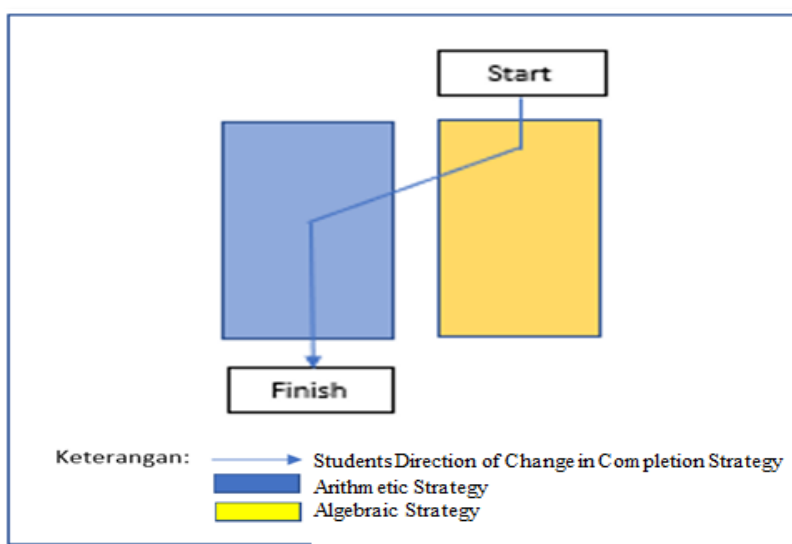 Start
Finish
Keterangan:
Students Direction of Change in Completion Strategy
Arithmetic Strategy
Algebraic Strategy